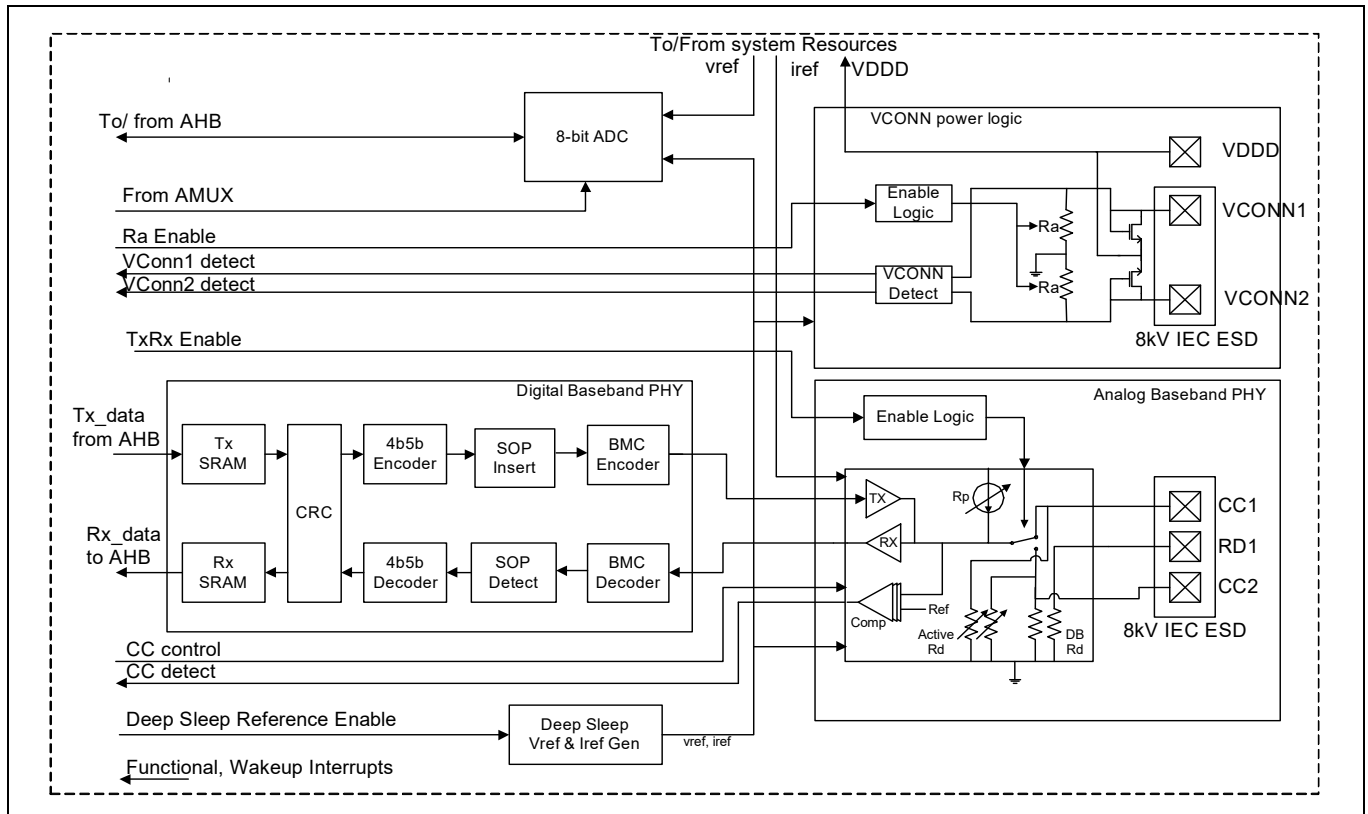 To/From system Resources
vref
iref
VDDD
To/ from AHB
8-bit ADC
From AMUX
Ra Enable
VConn1 detect
VConn2 detect
TxRx Enable
VCONN power logic
VDDD
Enable
Logic
Ra
VCONN
Detect
Ra
VCONN1
VCONN2
8kV IEC ESD
Digital Baseband PHY
Tx_data
from AHB
Tx
SRAM
CRC
4b5b
Encoder
SOP
Insert
BMC
Encoder
Rx_data
to AHB
Rx
SRAM
4b5b
Decoder
SOP
Detect
BMC
Decoder
Analog Baseband PHY
Enable Logic
TX
Rp
RX
Comp
Ref
Active
Rd
DB
Rd
CC1
RD1
CC2
8kV IEC ESD
CC control
CC detect
Deep Sleep Reference Enable
Deep Sleep
Vref & Iref Gen
vref, iref
Functional, Wakeup Interrupts